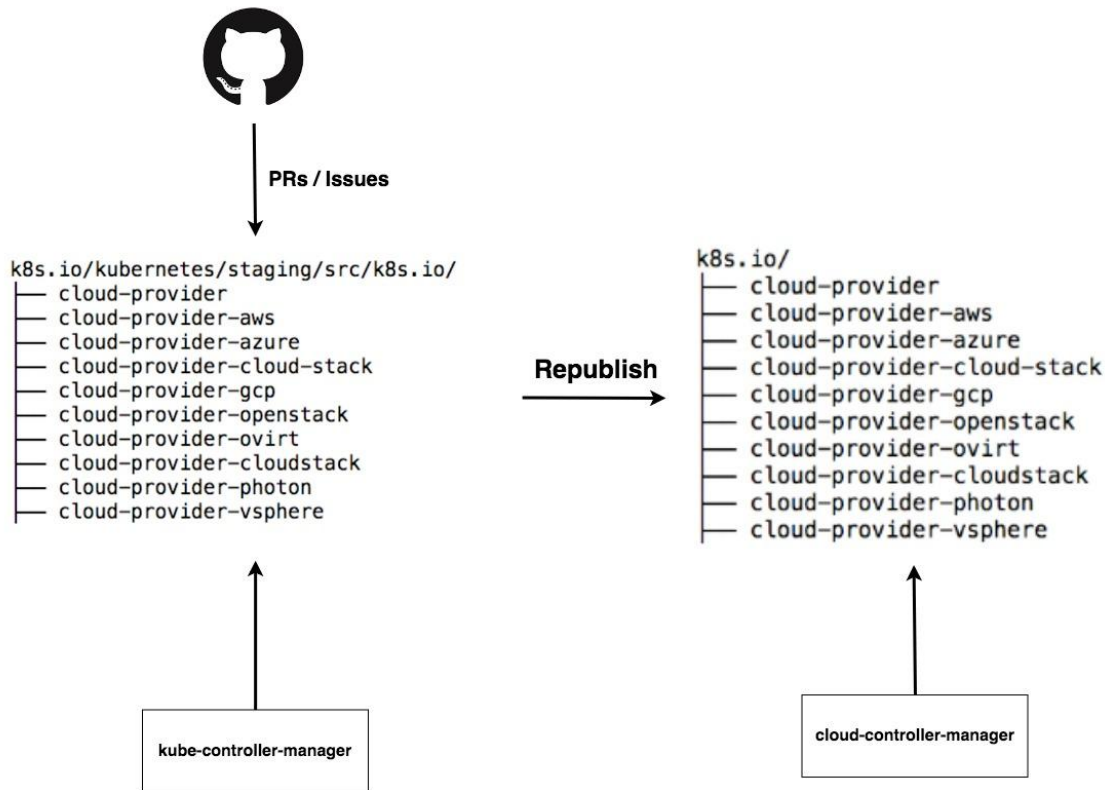 PRs / Issues
k8s.io/kubernetes/staging/src/k8s.io/
cloud-provider
cloud-provider-aws
cloud-provider-azure
cloud-provider-cloud-stack
cloud-provider-gcp
cloud-provider-openstack
cloud-provider-ovirt
cloud-provider-cloudstack
cloud-provider-photon
cloud-provider-vsphere
Republish
k8s.io/
cloud-provider
cloud-provider-aws
cloud-provider-azure
cloud-provider-cloud-stack
cloud-provider-gcp
cloud-provider-openstack
cloud-provider-ovirt
cloud-provider-cloudstack
cloud-provider-photon
cloud-provider-vsphere
kube-controller-manager
cloud-controller-manager